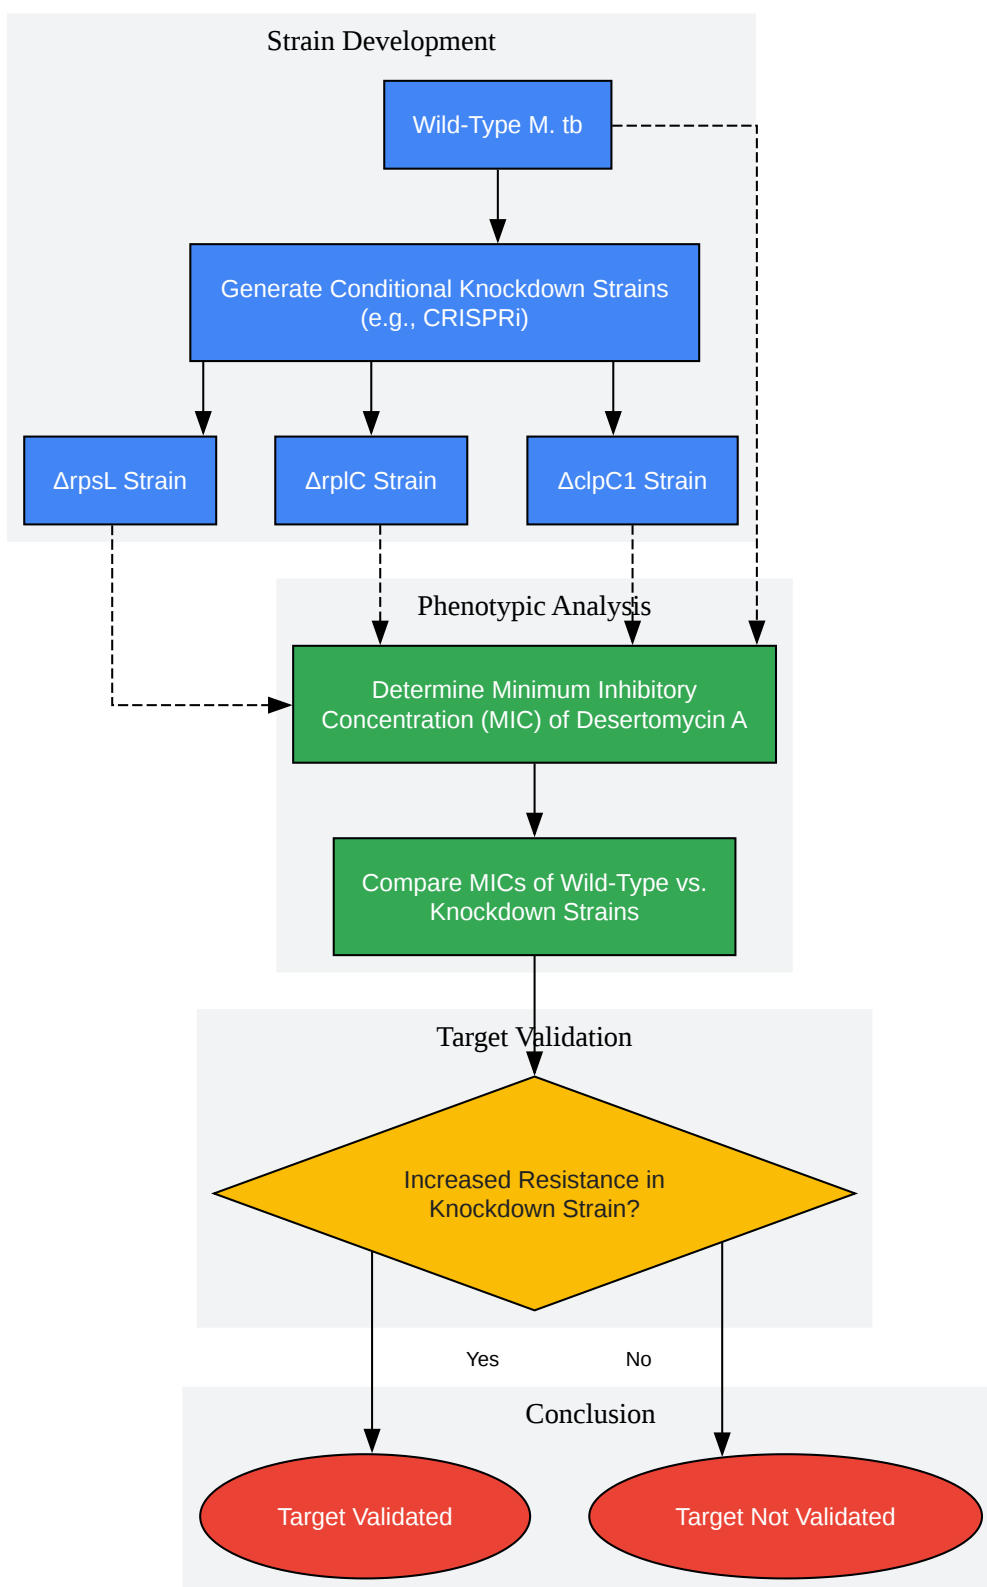 Strain Development
Wild-Type M. tb
Generate Conditional Knockdown Strains
(e.g., CRISPRi)
ΔrpsL Strain
ΔrplC Strain
ΔclpC1 Strain
Phenotypic Analysis
Determine Minimum Inhibitory
Concentration (MIC) of Desertomycin A
Compare MICs of Wild-Type vs.
Knockdown Strains
Target Validation
Increased Resistance in
Knockdown Strain?
Yes
No
Conclusion
Target Validated
Target Not Validated